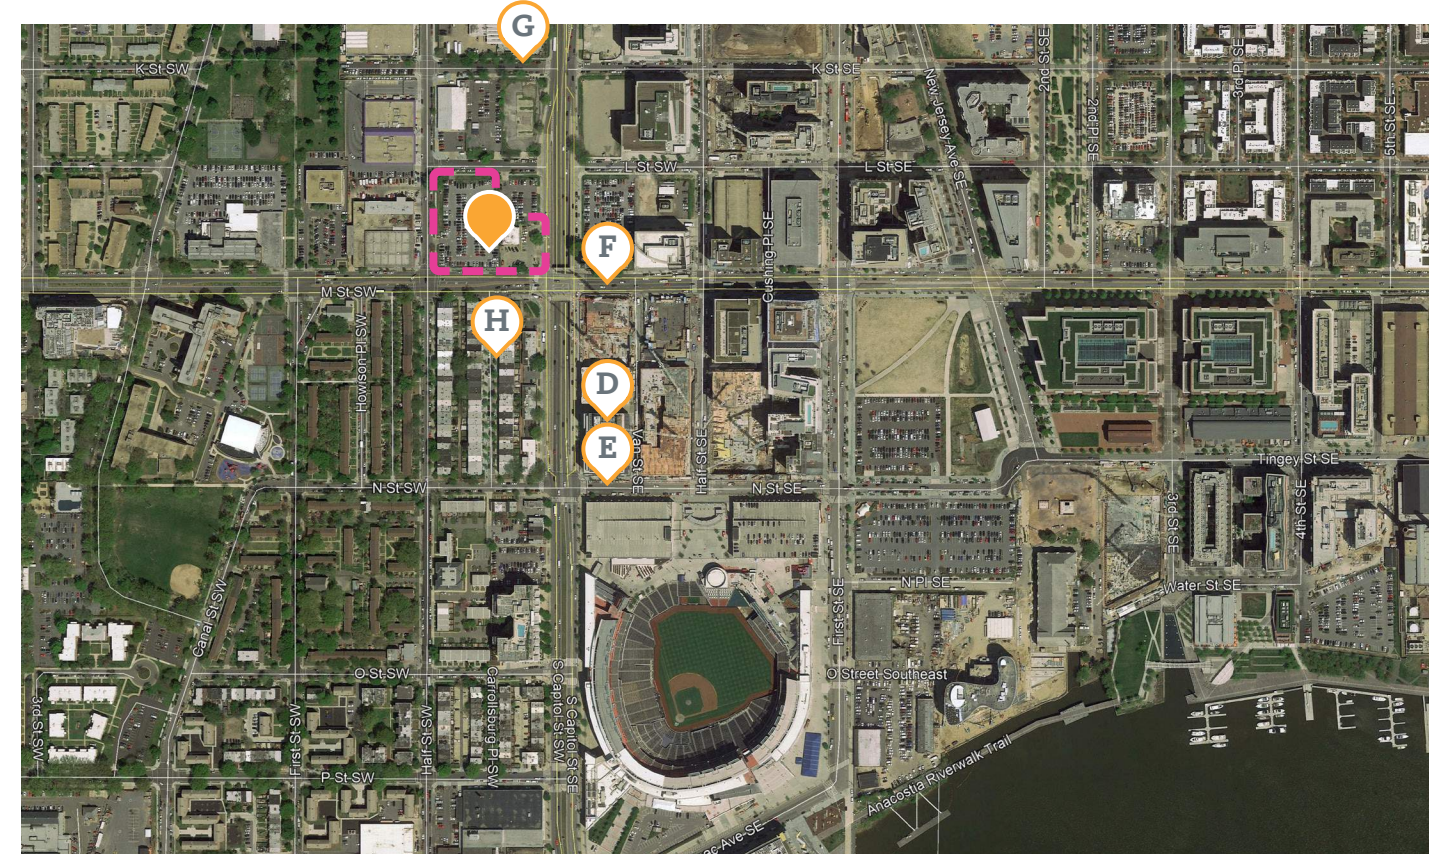 G
K St SW
K St SE
New Jersey Ave SE
2nd St SE
2nd Pl SE
3rd Pl SE
5th St SE
L St SW
L St SE
F
Cushing Pl SE
M St SW
H
Howison Pl SW
D
E
Van St SE
Half St SE
N St SW
N St SE
Tingey St SE
3rd St SE
4th St SE
N Pl SE
Water St SE
Canal St SW
First St SE
O St SW
O Street Southeast
3rd St SW
First St SW
Half St SW
Carrollsburg Pl SW
S Capitol St SW
S Capitol St SE
P St SW
Anacostia Riverwalk Trail
ac Ave SE